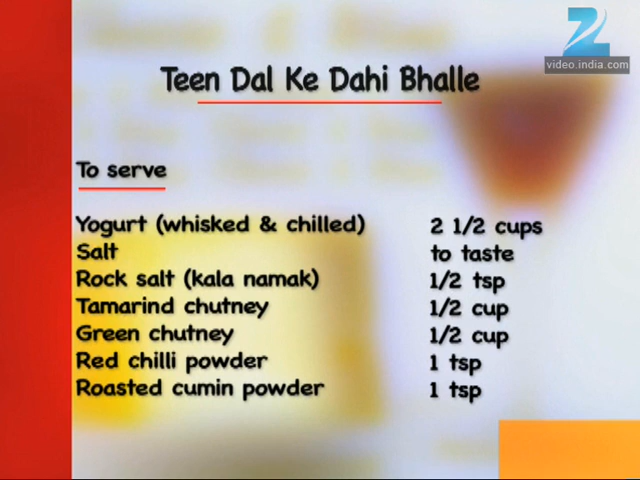 video.india.com
Teen Dal Ke Dahi Bhalle
To serve
Yogurt (whisked & chilled) 2 1/2 cups
Salt to taste
Rock salt (kala namak) 1/2 tsp
Tamarind chutney 1/2 cup
Green chutney 1/2 cup
Red chilli powder 1 tsp
Roasted cumin powder 1 tsp